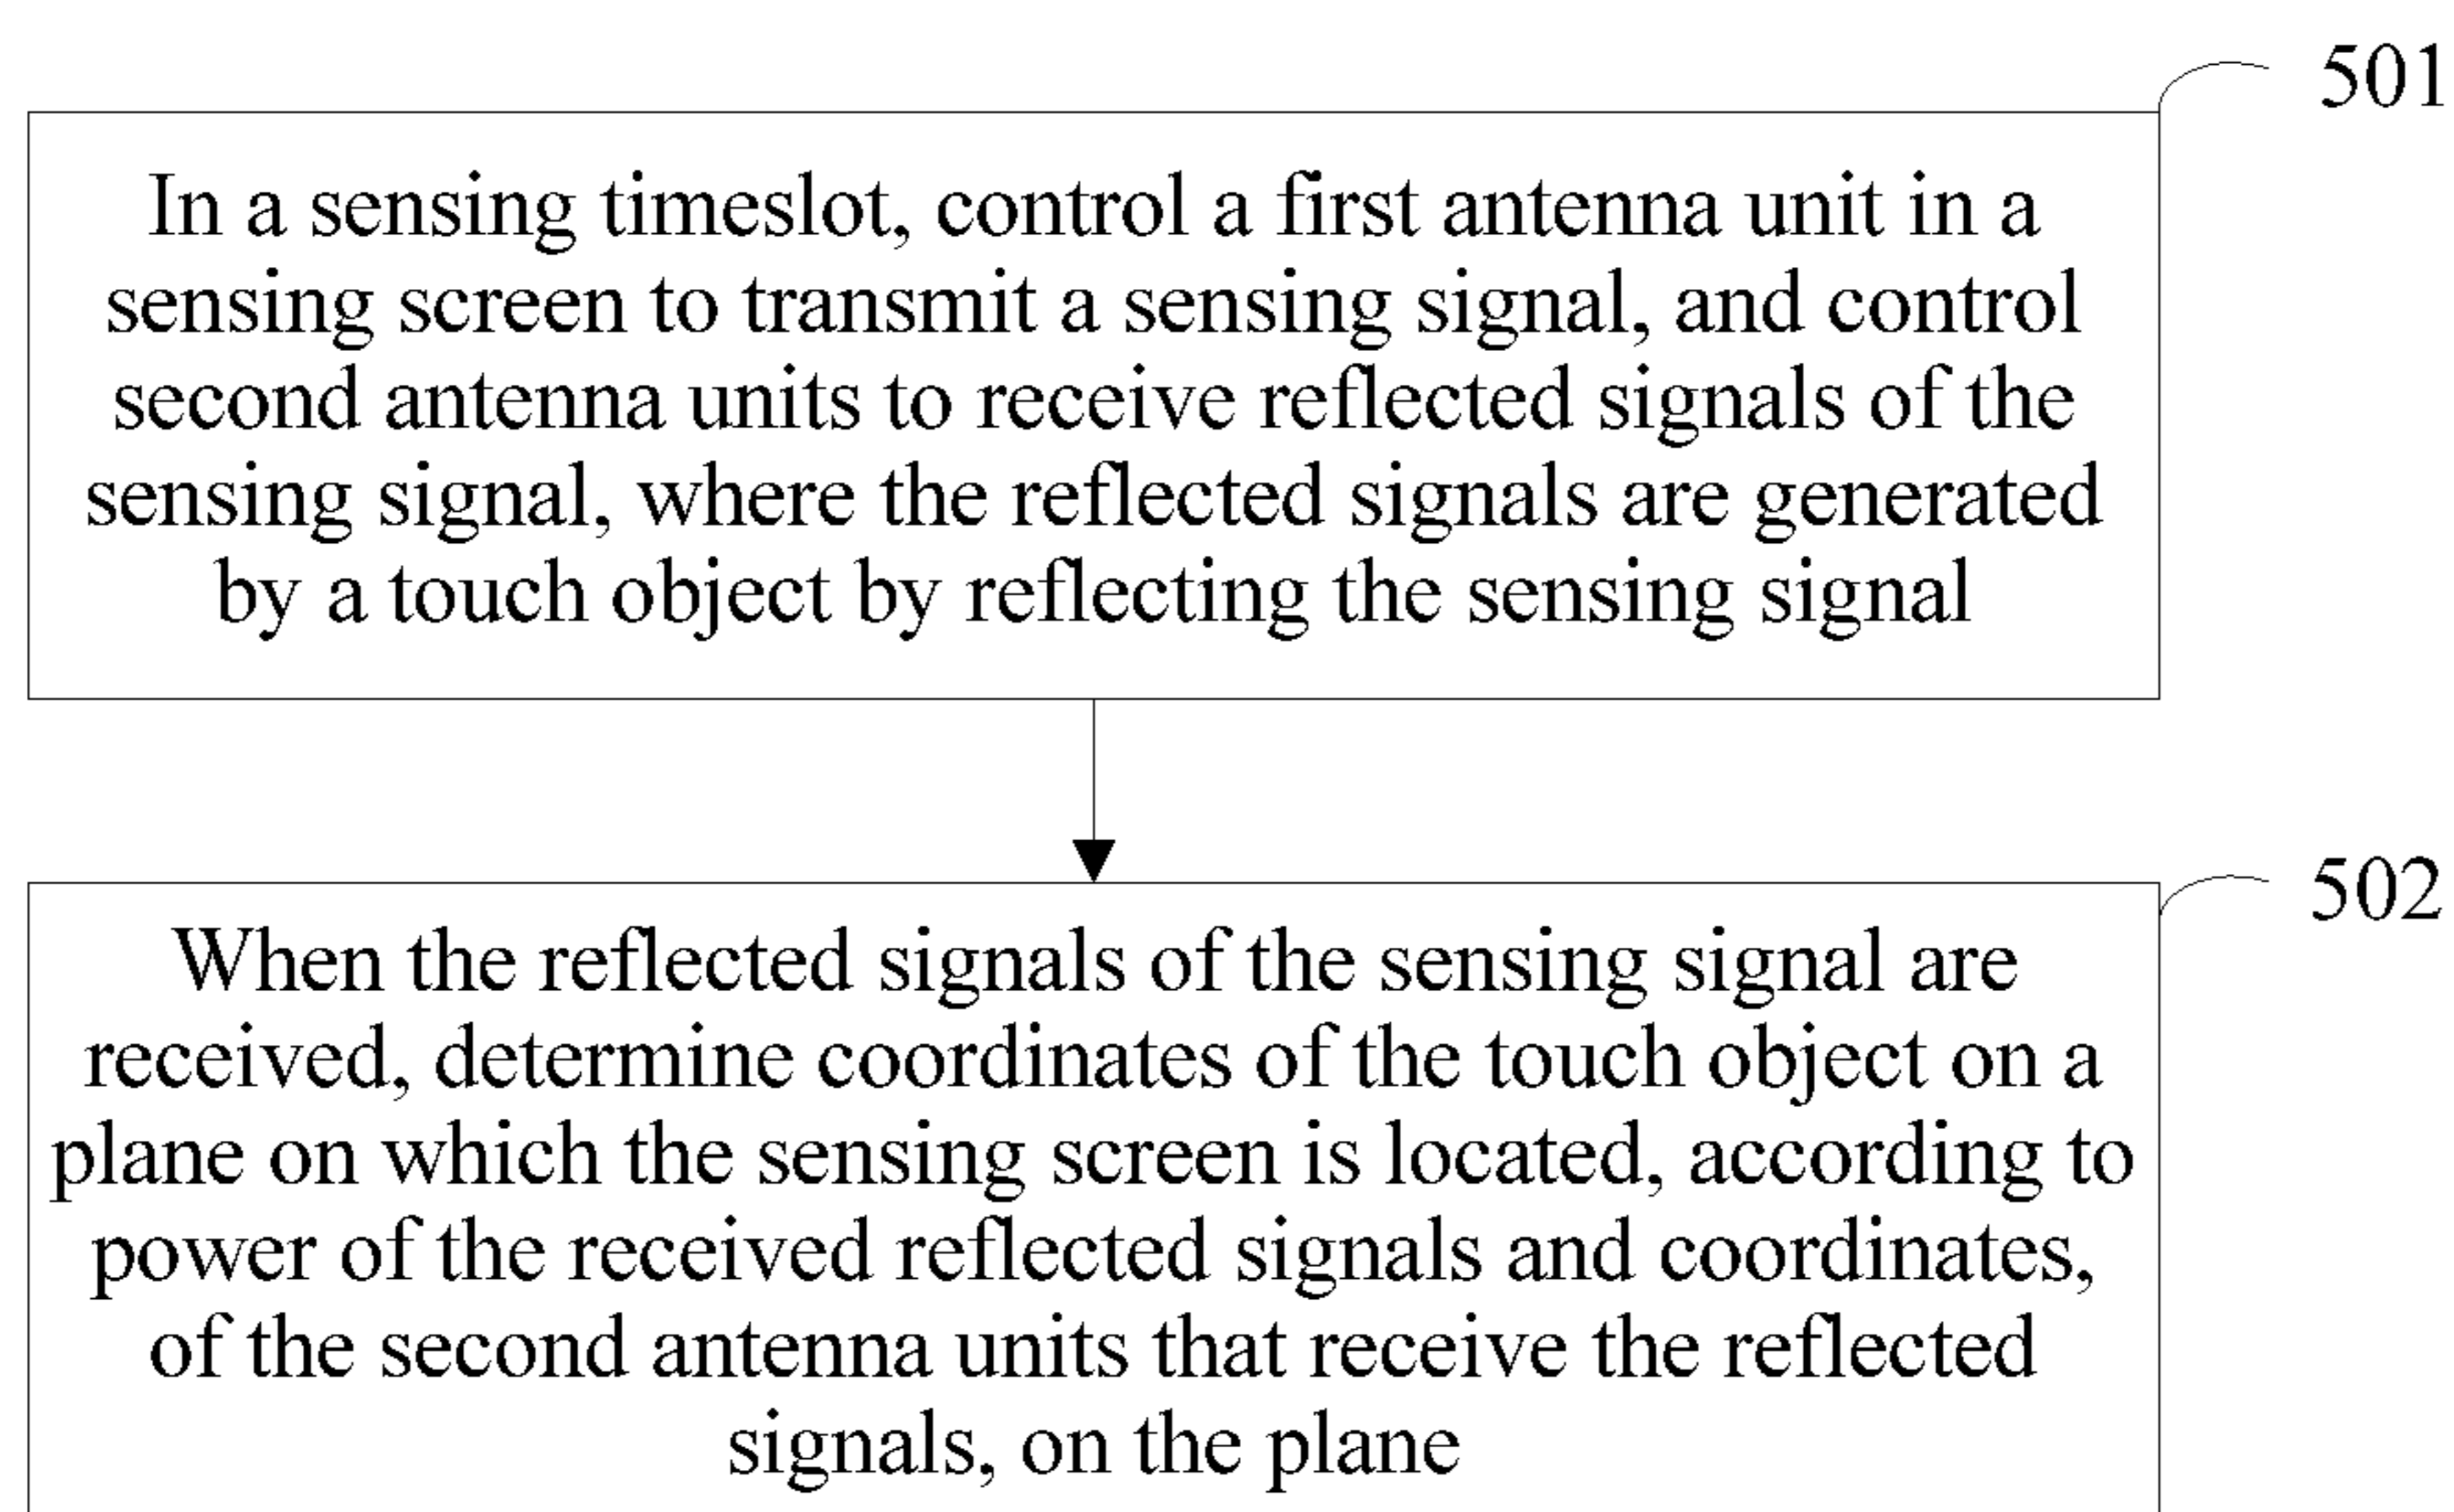 501
In a sensing timeslot, control a first antenna unit in a
sensing screen to transmit a sensing signal, and control
second antenna units to receive reflected signals of the
sensing signal, where the reflected signals are generated
by a touch object by reflecting the sensing signal
502
When the reflected signals of the sensing signal are
received, determine coordinates of the touch object on a
plane on which the sensing screen is located, according to
power of the received reflected signals and coordinates,
of the second antenna units that receive the reflected
signals, on the plane